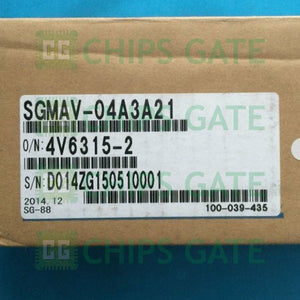 CHIPS GATE
SGMAV-04A3A21
O/N: 4V6315-2
S/N: D014ZG150510001
2014.12
SG-88
100-039-435
CHIPS GATE